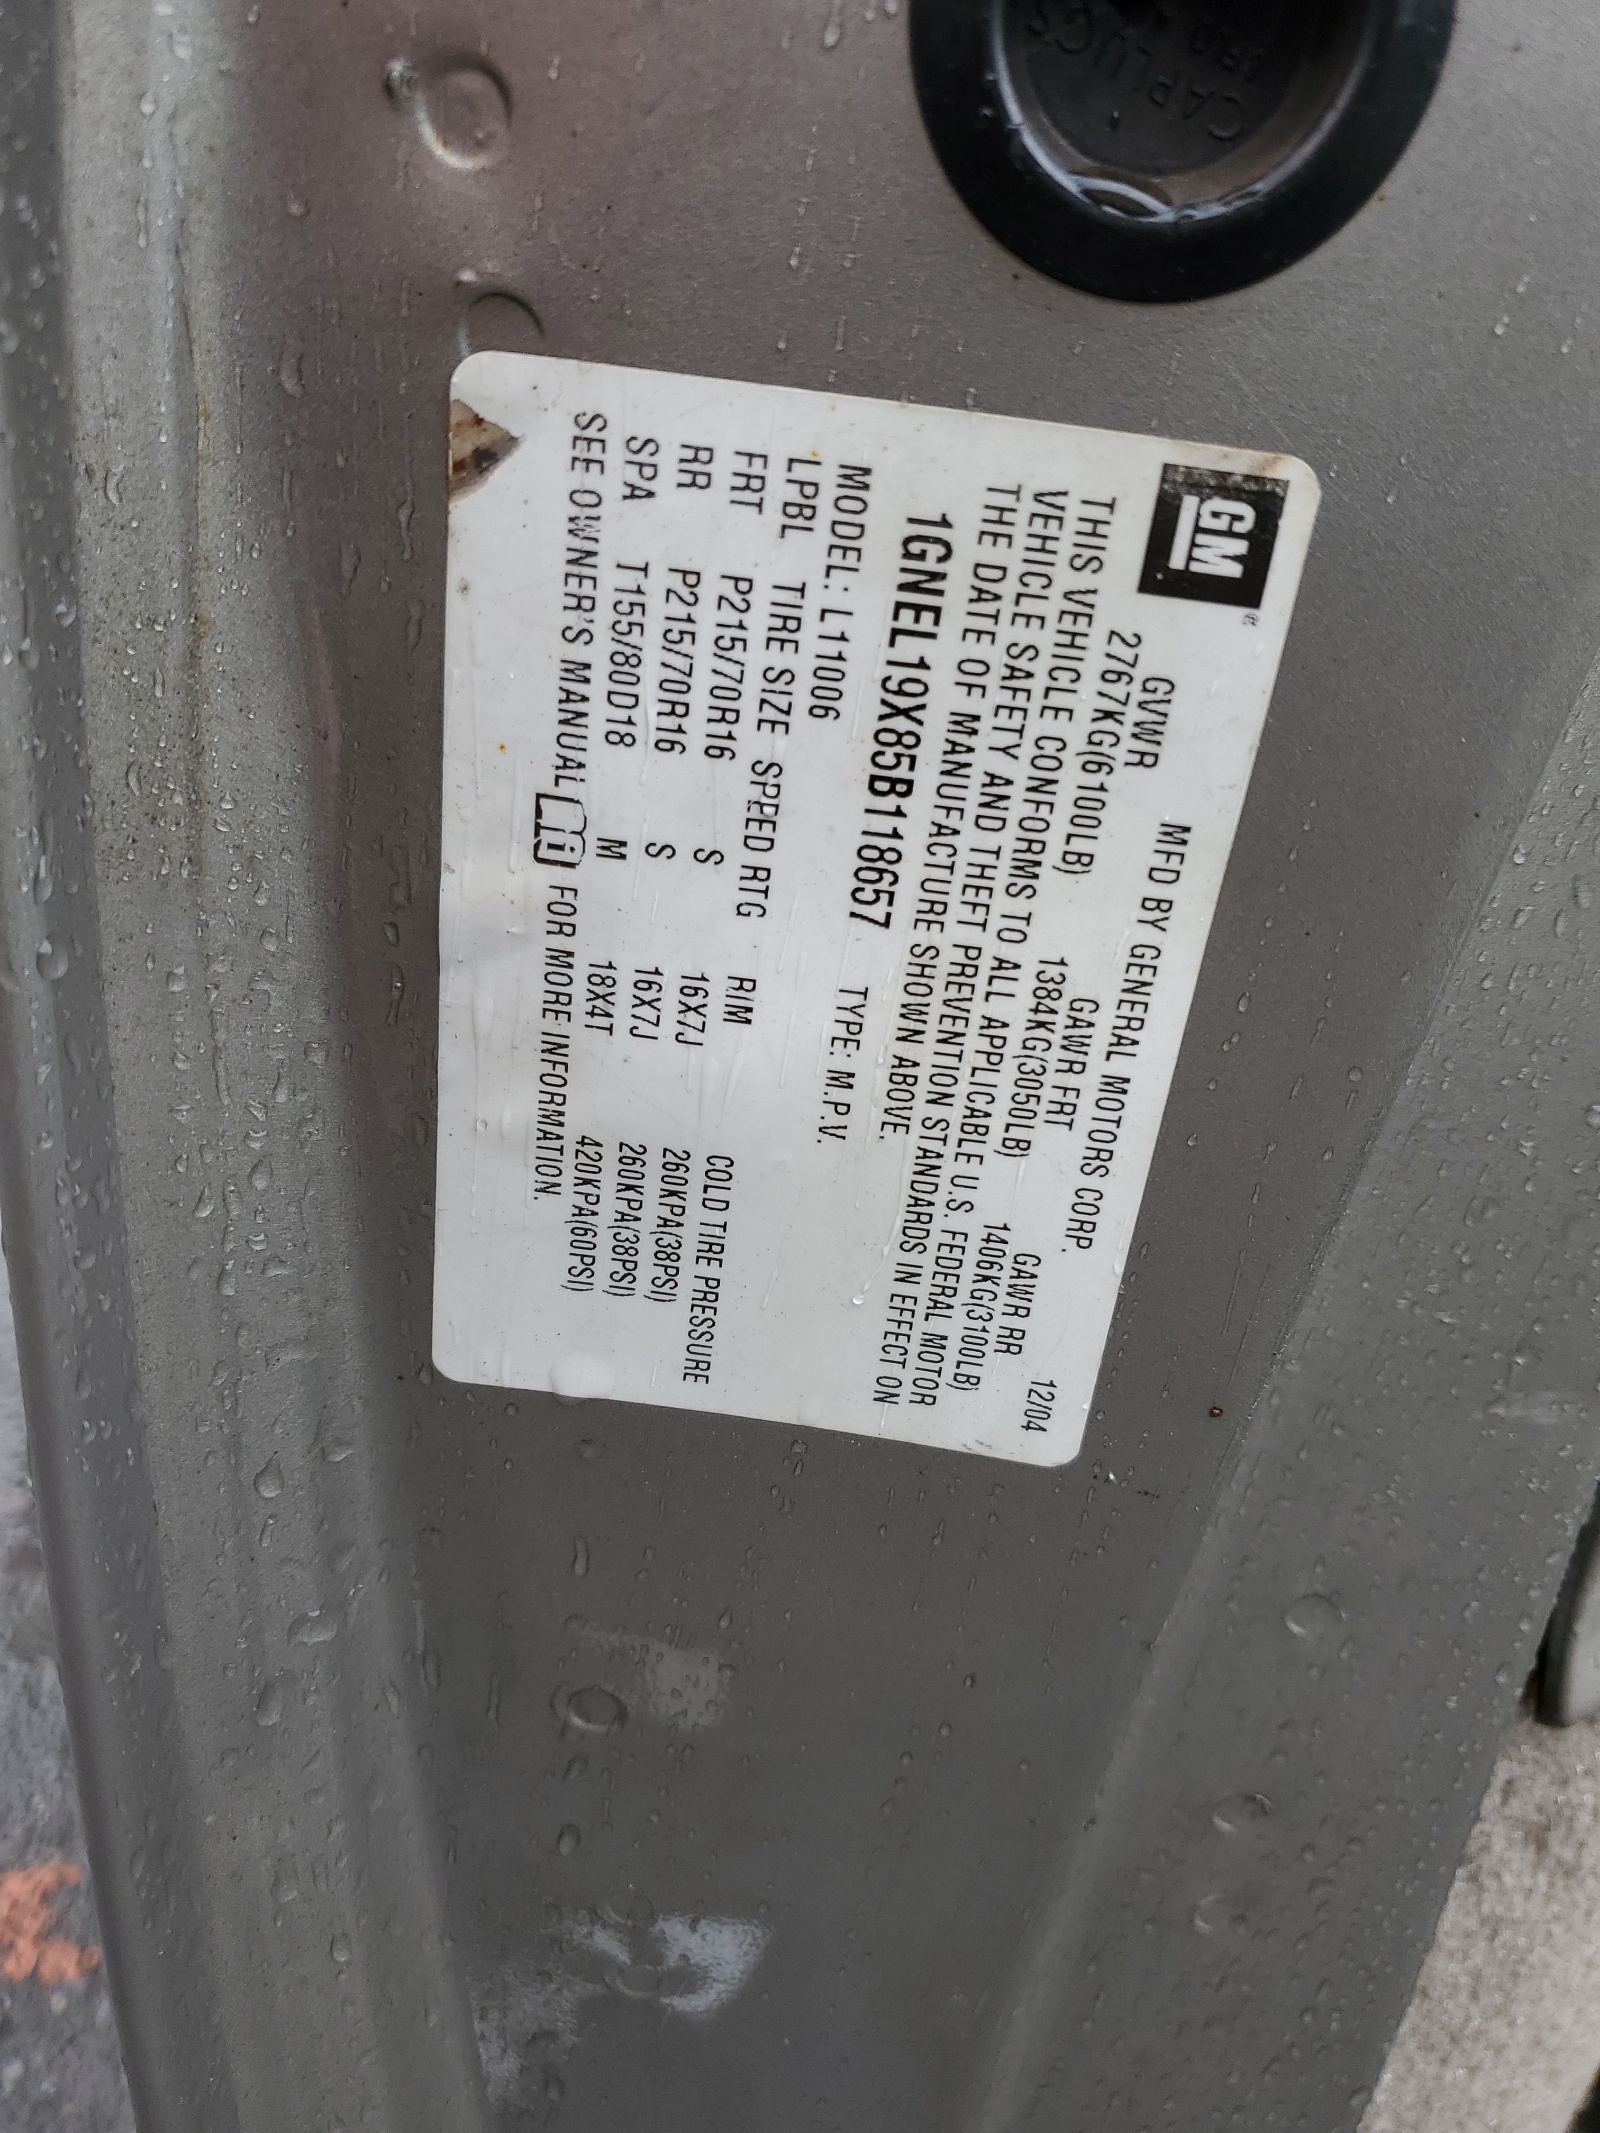 CAPLUGS
GM
MFD BY GENERAL MOTORS CORP. 12/04
GVWR GAWR FRT GAWR RR
2767KG(6100LB) 1384KG(3050LB) 1406KG(3100LB)
THIS VEHICLE CONFORMS TO ALL APPLICABLE U.S. FEDERAL MOTOR
VEHICLE SAFETY AND THEFT PREVENTION STANDARDS IN EFFECT ON
THE DATE OF MANUFACTURE SHOWN ABOVE.
1GNEL19X85B118657 TYPE: M.P.V.
MODEL: L11006
LPBL TIRE SIZE SPEED RTG RIM COLD TIRE PRESSURE
FRT P215/70R16 S 16X7J 260KPA(38PSI)
RR P215/70R16 S 16X7J 260KPA(38PSI)
SPA T155/80D18 M 18X4T 420KPA(60PSI)
SEE OWNER'S MANUAL FOR MORE INFORMATION.